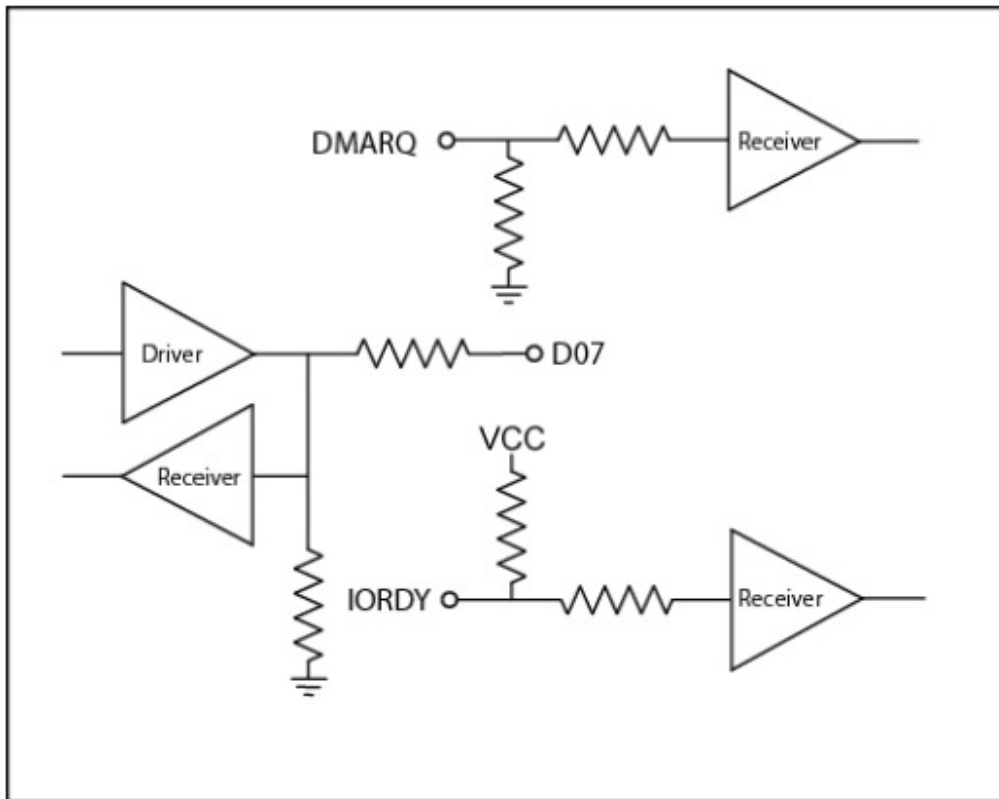 DMARQ
Receiver
Driver
D07
Receiver
VCC
IORDY
Receiver